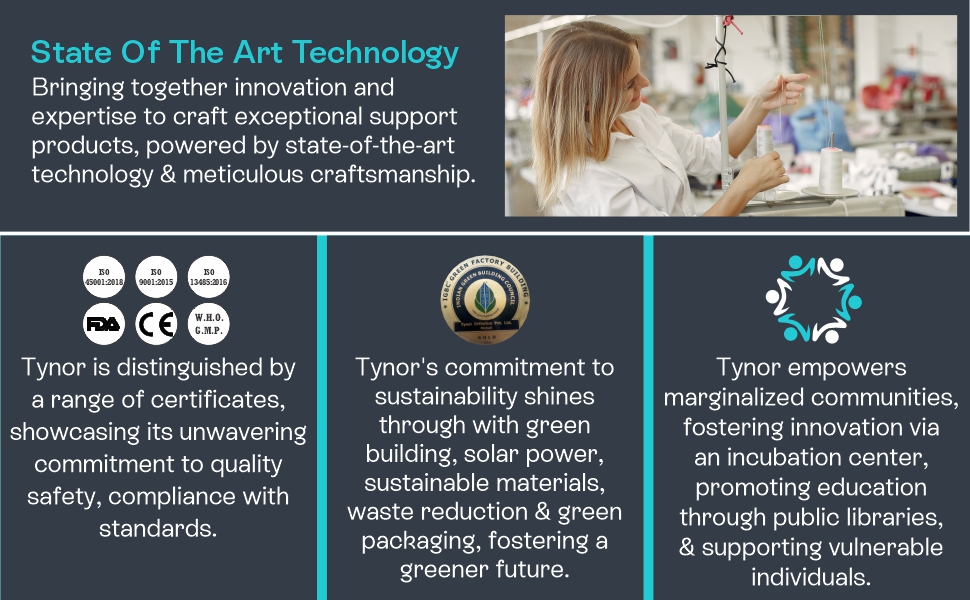 State Of The Art Technology
Bringing together innovation and
expertise to craft exceptional support
products, powered by state-of-the-art
technology & meticulous craftsmanship.
ISO
45001:2018
ISO
9001:2015
ISO
13485:2016
FDA
CE
W.H.O.
G.M.P.
Tynor is distinguished by
a range of certificates,
showcasing its unwavering
commitment to quality
safety, compliance with
standards.
IGBC GREEN FACTORY BUILDING
INDIAN GREEN BUILDING COUNCIL
Tynor Orthotics Pvt. Ltd.
GOLD
Tynor's commitment to
sustainability shines
through with green
building, solar power,
sustainable materials,
waste reduction & green
packaging, fostering a
greener future.
Tynor empowers
marginalized communities,
fostering innovation via
an incubation center,
promoting education
through public libraries,
& supporting vulnerable
individuals.